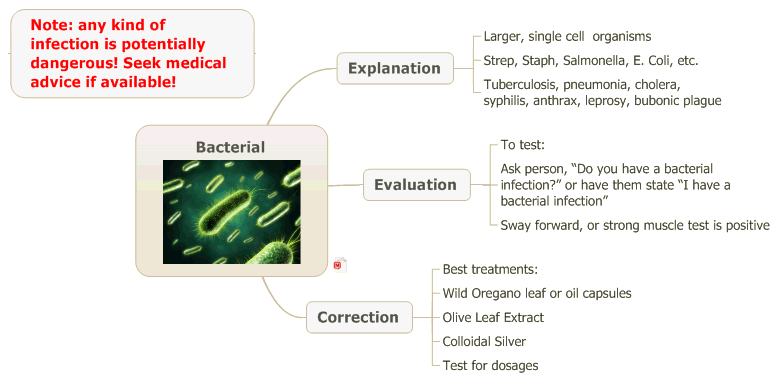 Note: any kind of
infection is potentially
dangerous! Seek medical
advice if available!
Explanation
Larger, single cell  organisms
Strep, Staph, Salmonella, E. Coli, etc.
Tuberculosis, pneumonia, cholera,
syphilis, anthrax, leprosy, bubonic plague
Bacterial
Evaluation
To test:
Ask person, “Do you have a bacterial
infection?” or have them state “I have a
bacterial infection”
Sway forward, or strong muscle test is positive
Correction
Best treatments:
Wild Oregano leaf or oil capsules
Olive Leaf Extract
Colloidal Silver
Test for dosages